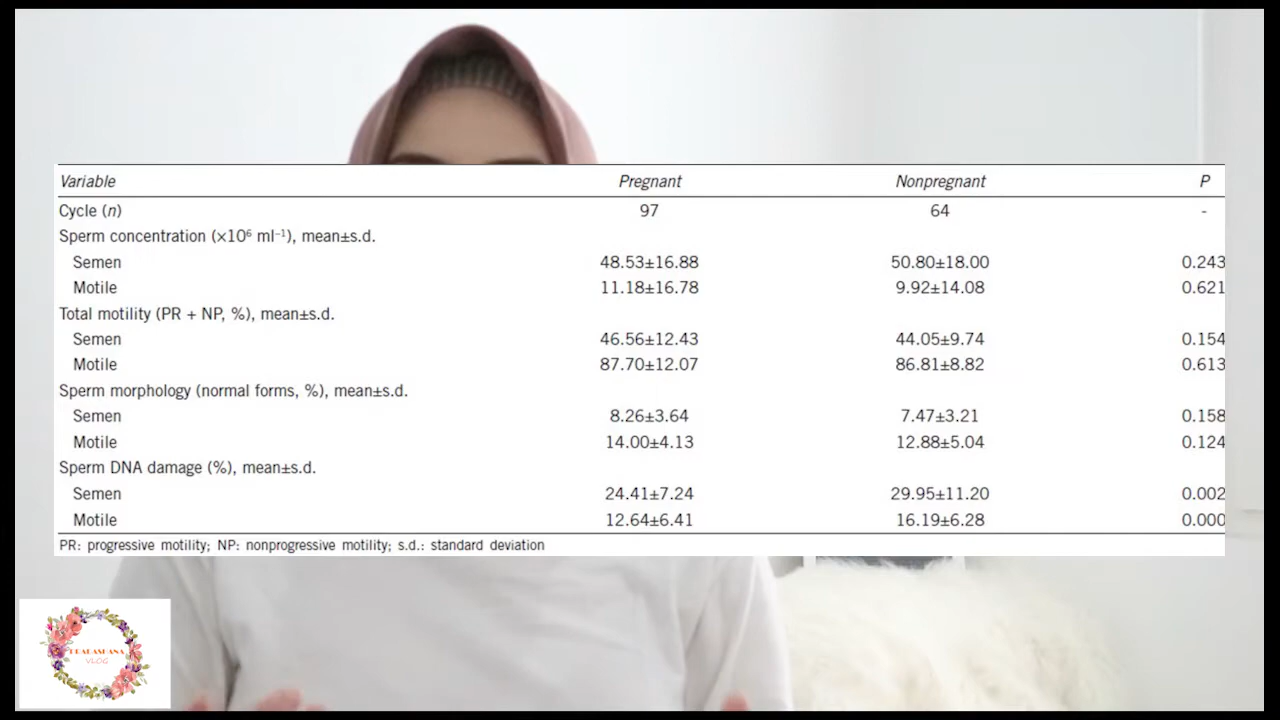 Variable Pregnant Nonpregnant P
Cycle (n) 97 64 -
Sperm concentration (×10⁶ ml⁻¹), mean±s.d.
Semen 48.53±16.88 50.80±18.00 0.243
Motile 11.18±16.78 9.92±14.08 0.621
Total motility (PR + NP, %), mean±s.d.
Semen 46.56±12.43 44.05±9.74 0.154
Motile 87.70±12.07 86.81±8.82 0.613
Sperm morphology (normal forms, %), mean±s.d.
Semen 8.26±3.64 7.47±3.21 0.158
Motile 14.00±4.13 12.88±5.04 0.124
Sperm DNA damage (%), mean±s.d.
Semen 24.41±7.24 29.95±11.20 0.002
Motile 12.64±6.41 16.19±6.28 0.000
PR: progressive motility; NP: nonprogressive motility; s.d.: standard deviation
VLOG